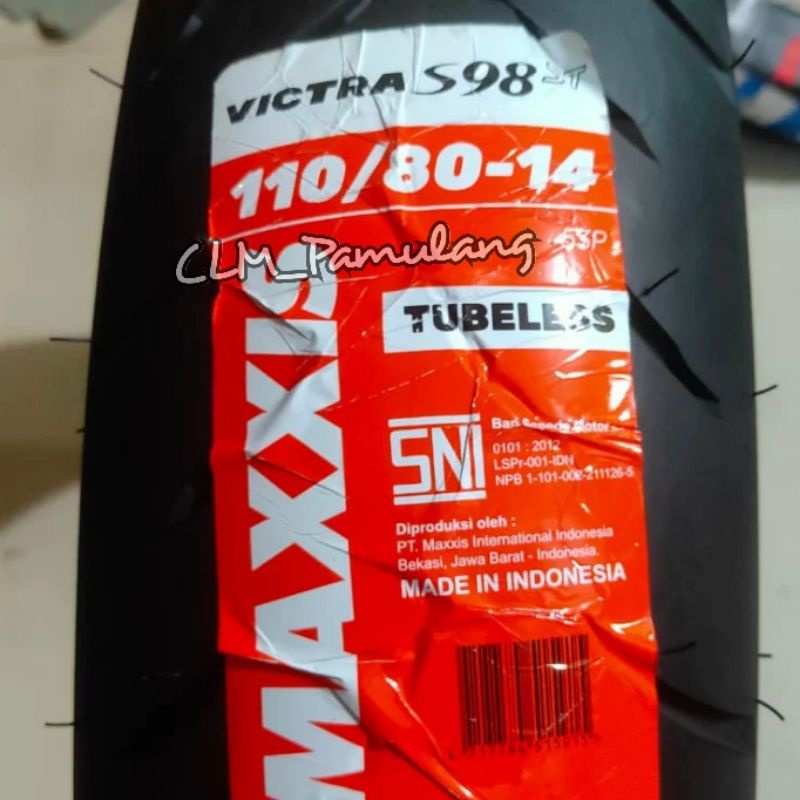 VICTRA S98 ST
110/80-14
CLM_Pamulang
53P
TUBELESS
MAXXIS
SNI
Ban Sepeda Motor
0101 : 2012
LSPr-001-IDN
NPB 1-101-002-211126-5
Diproduksi oleh :
PT. Maxxis International Indonesia
Bekasi, Jawa Barat - Indonesia.
MADE IN INDONESIA